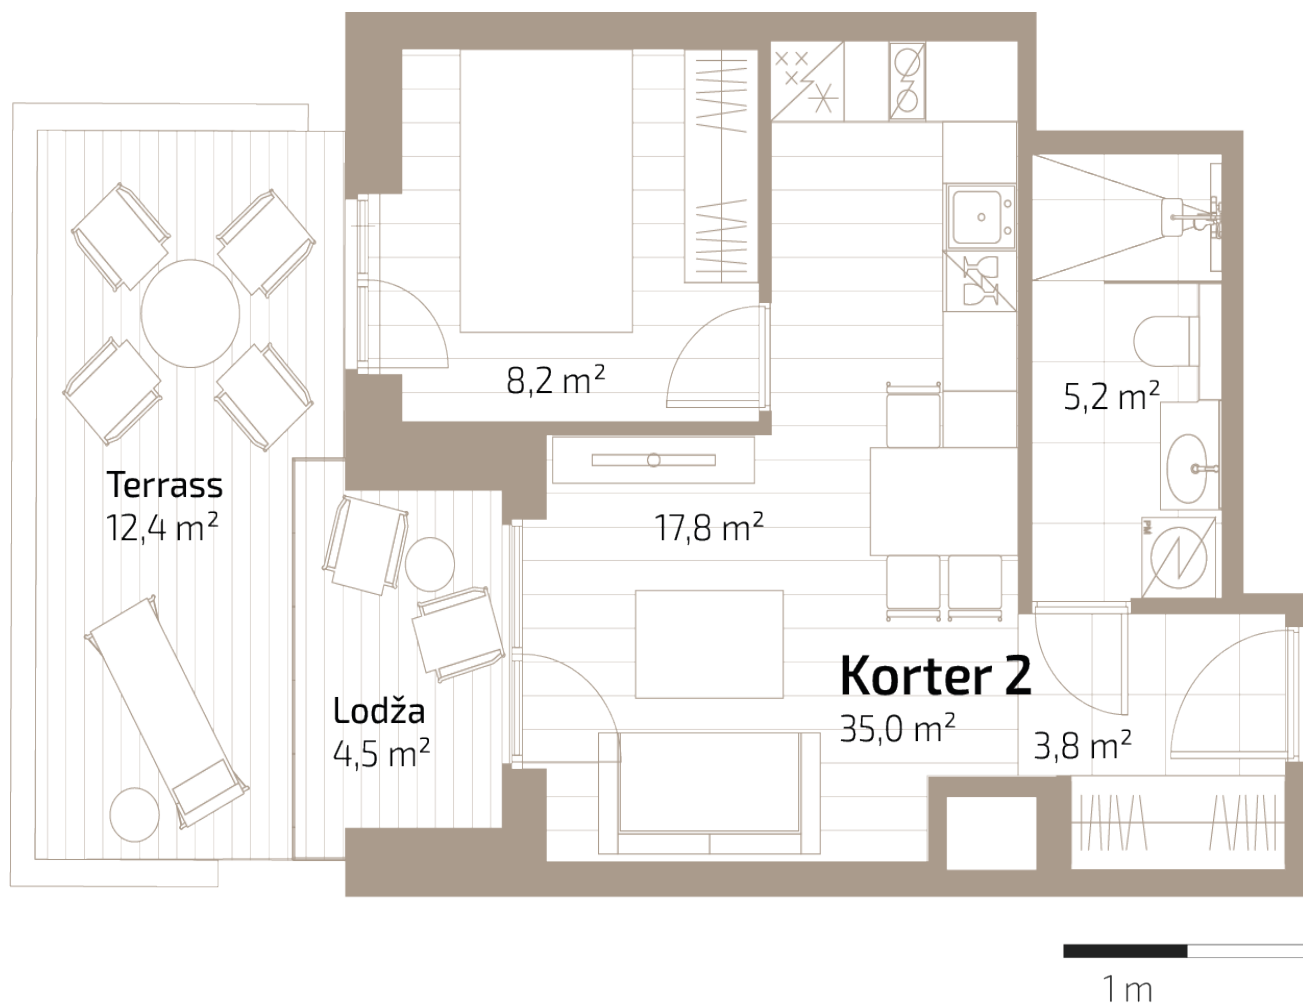 8,2 m²
5,2 m²
Terrass
12,4 m²
17,8 m²
Korter 2
35,0 m²
Lodža
4,5 m²
3,8 m²
PM
1 m